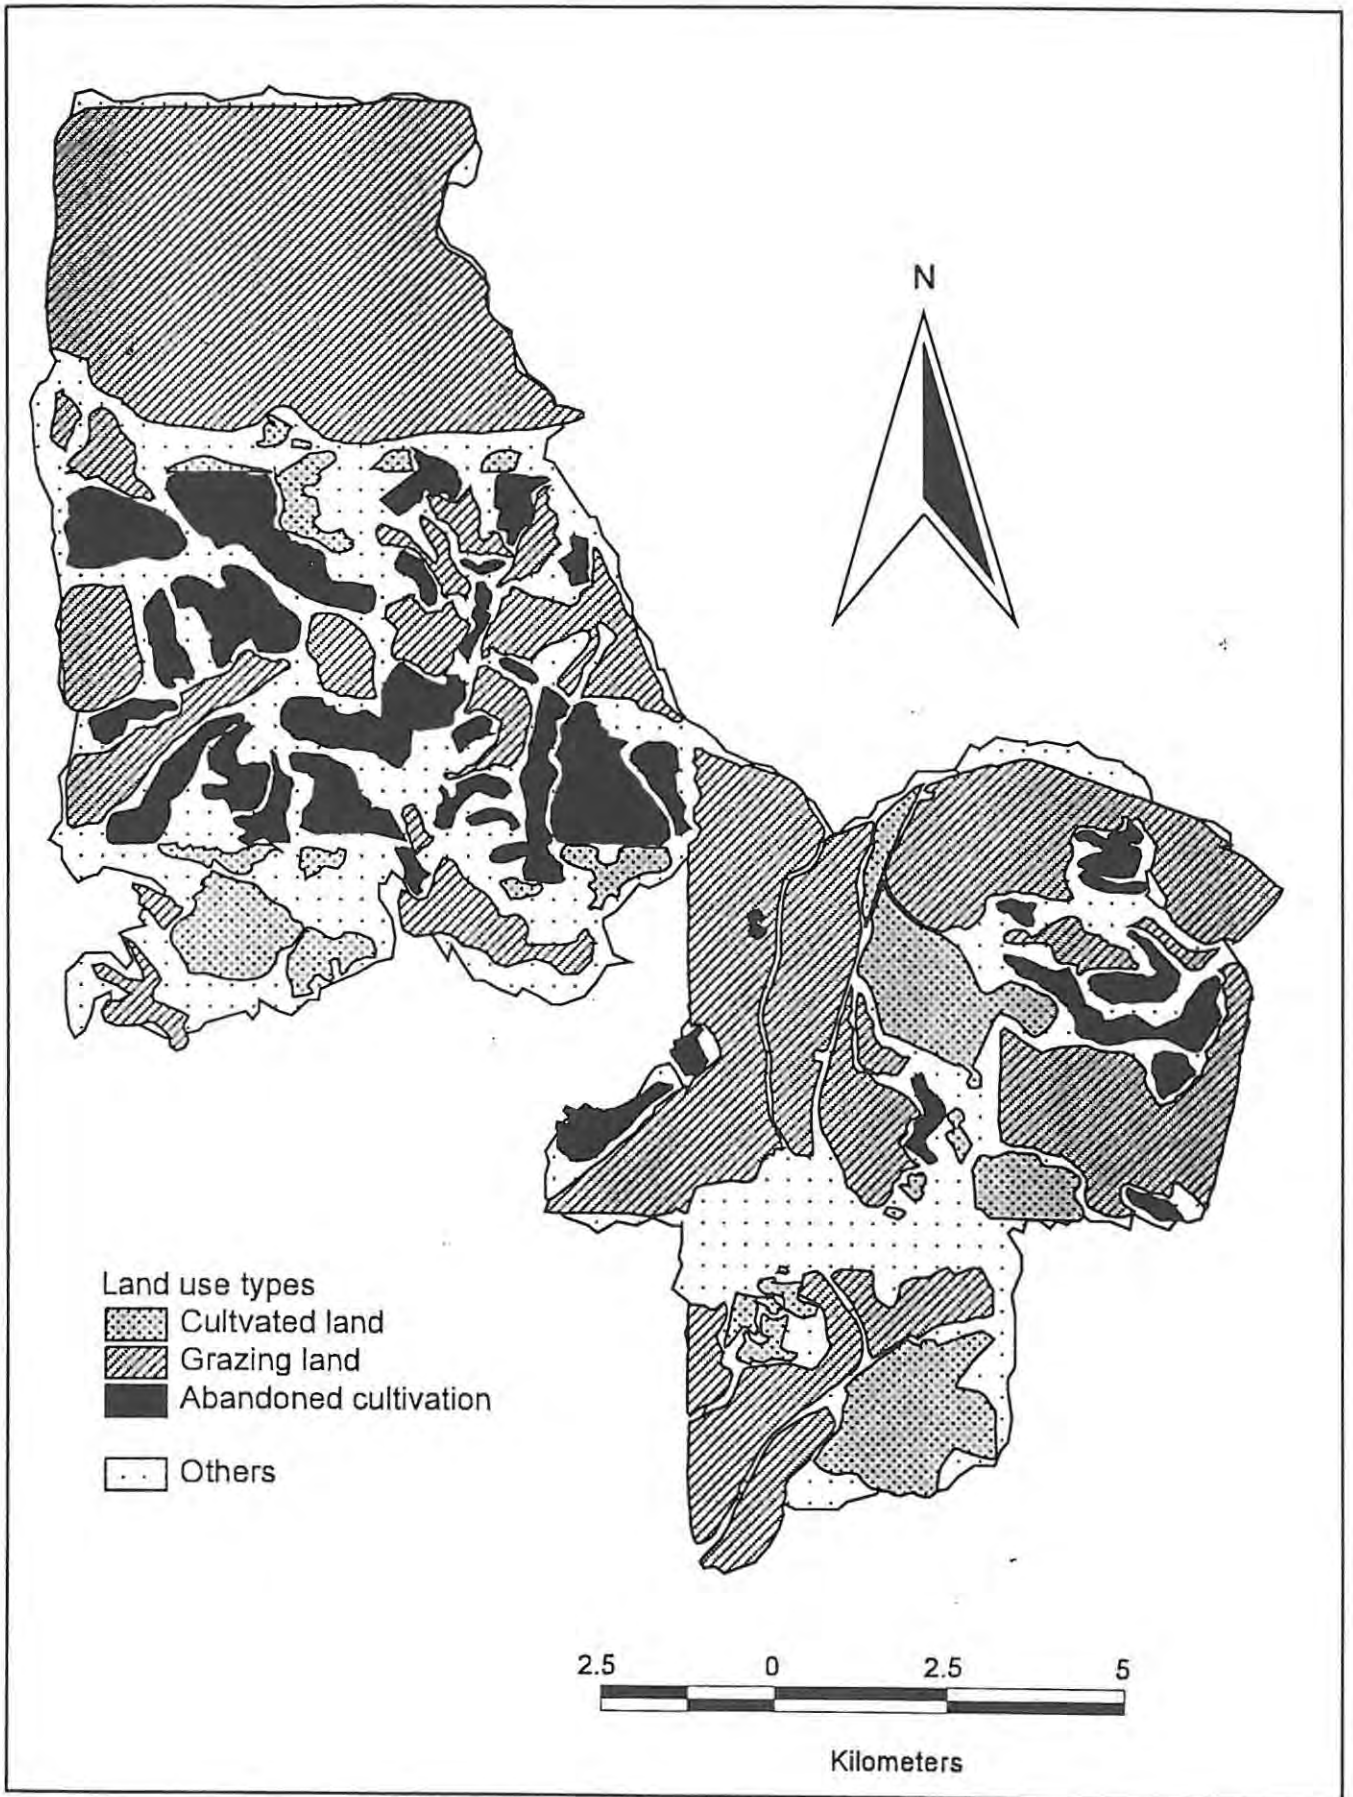 N
Land use types
Cultvated land
Grazing land
Abandoned cultivation
Others
2.5 0 2.5 5
Kilometers